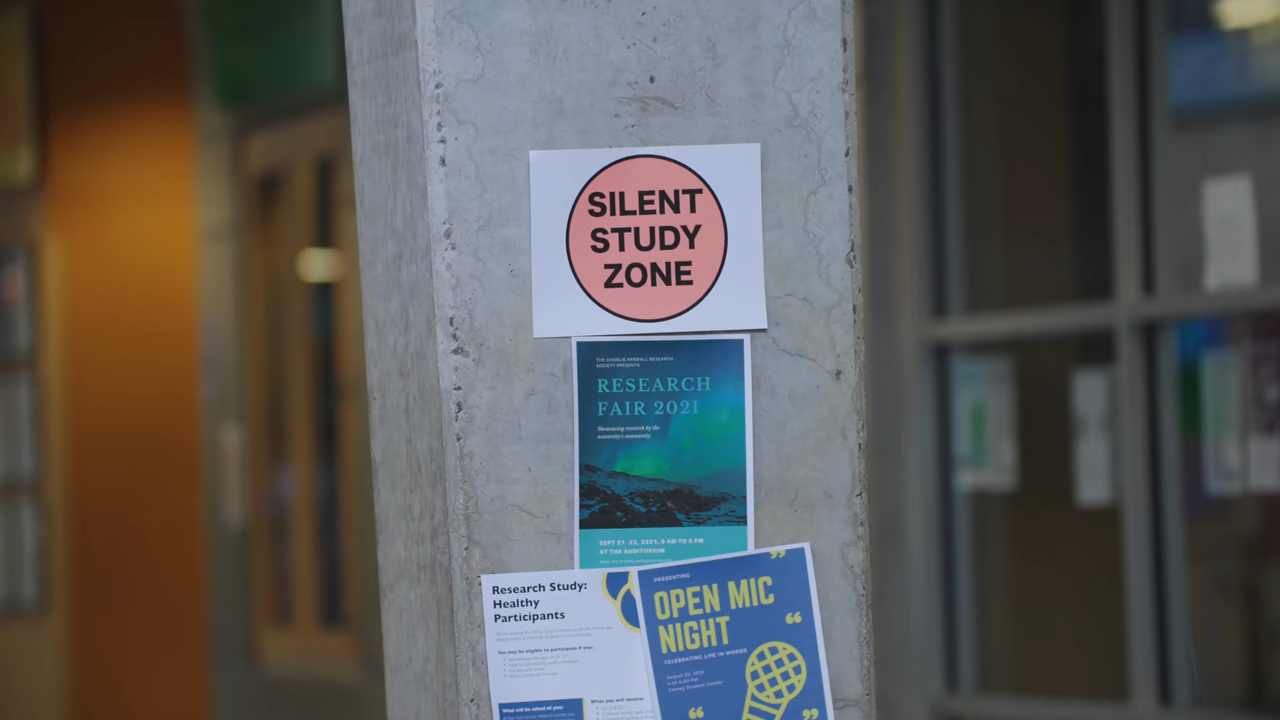 SILENT
STUDY
ZONE
THE CHARLIE RANDALL RESEARCH
SOCIETY PRESENTS
RESEARCH
FAIR 2021
Showcasing research by the
university's community
SEPT 21 -23, 2021, 8 AM TO 5 PM
AT THE AUDITORIUM
Research Study:
Healthy
Participants
You may be eligible to participate if you:
What will be asked of you:
What you will receive:
PRESENTING
OPEN MIC
NIGHT
CELEBRATING LIFE IN WORDS
Student Center